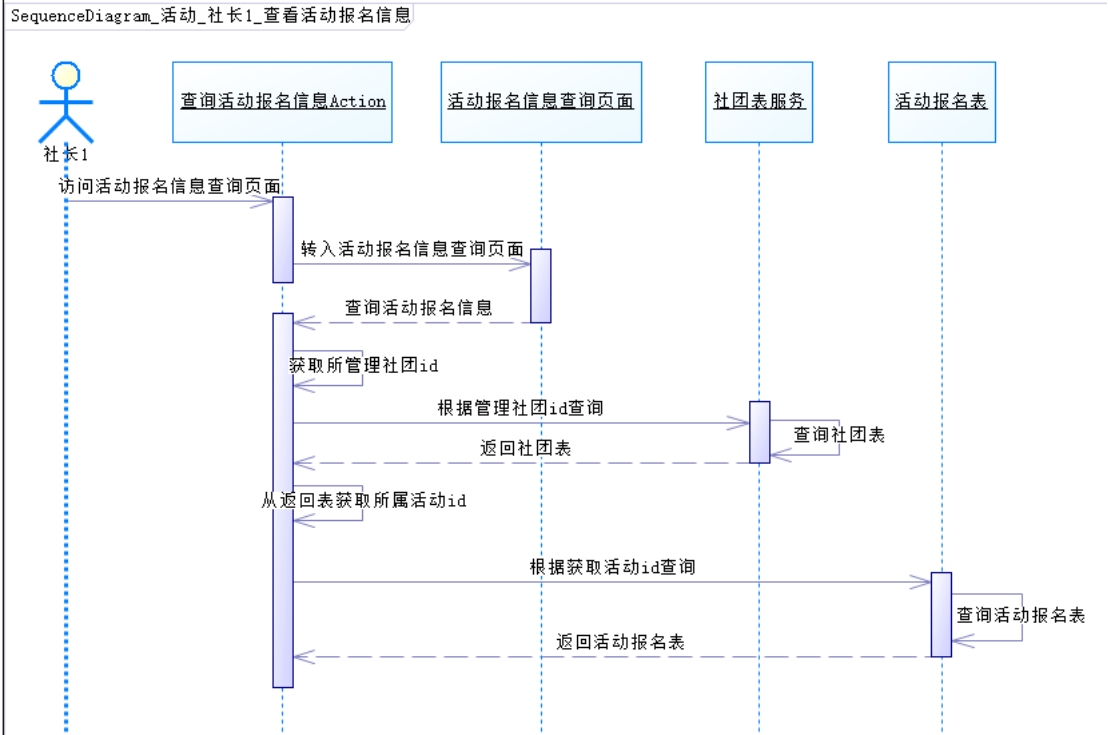 SequenceDiagram_活动_社长1_查看活动报名信息
查询活动报名信息Action
活动报名信息查询页面
社团表服务
活动报名表
社长1
访问活动报名信息查询页面
转入活动报名信息查询页面
查询活动报名信息
获取所管理社团id
根据管理社团id查询
查询社团表
返回社团表
从返回表获取所属活动id
根据获取活动id查询
查询活动报名表
返回活动报名表